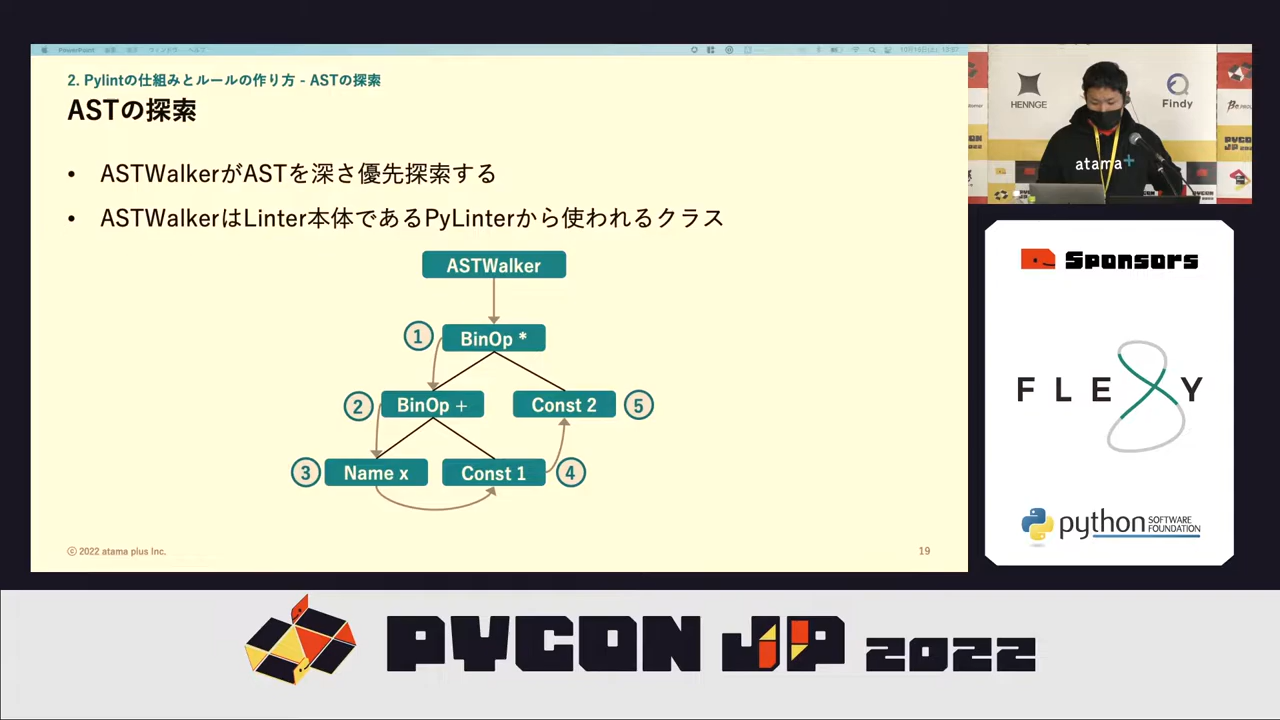 PowerPoint
2. Pylintの仕組みとルールの作り方 - ASTの探索
ASTの探索
• ASTWalkerがASTを深さ優先探索する
• ASTWalkerはLinter本体であるPyLinterから使われるクラス
ASTWalker
1 BinOp *
2 BinOp +
Const 2 5
3 Name x
Const 1 4
© 2022 atama plus Inc.
19
HENNGE
Findy
PYCON
JP 2022
atama+
Sponsors
FLEXY
python SOFTWARE
FOUNDATION
PYCON JP 2022